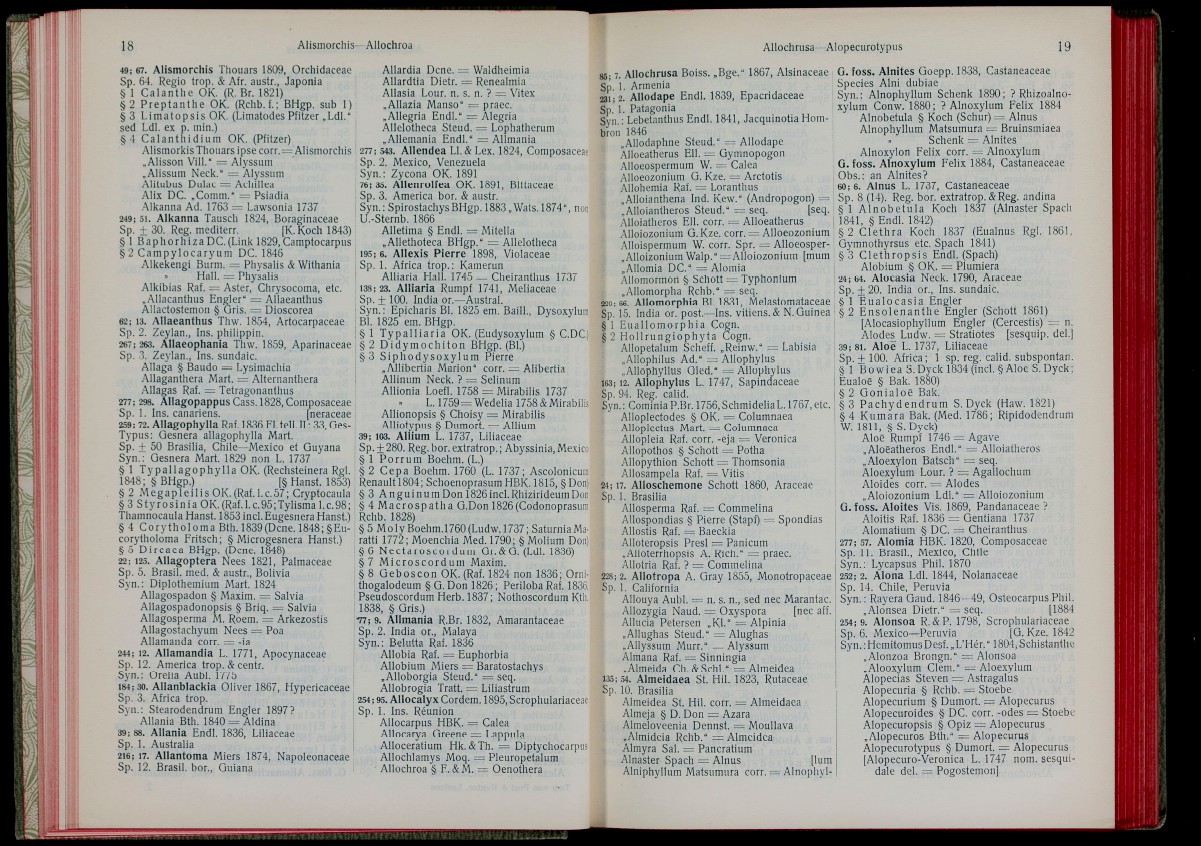 18
Alismorchis—Allochroa
49; 67. Alismorchis Thouars 1809, Orchidaceae
Sp. 64. Regio trop. & Afr. austr., Japonia
§ 1 Calanthe OK. (R. Br. 1821)
§ 2 Preptanthe OK. (Rchb. f.; BHgp. sub 1)
§ 3 Limatopsis OK. (Limatodes Pfitzer „Ldl.“
sed Ldl. ex p. min.)
§ 4 Calanthidium OK. (Pfitzer)
Alismorkis Thouars ipse corr. = Alismorchis
„Alisson Vill.“ = Alyssum
„Alissum Neck.“ = Alyssum
Alitubus Dulac = Achillea
Alix DC. „Comm.“ = Psiadia
Alkanna Ad. 1763 = Lawsonia 1737
249; 51. Alkanna Tausch 1824, Boraginaceae
Sp. ± 30. Reg. mediterr. [K. Koch 1843)
§ 1 Baphorhiza DC. (Link 1829, Camptocarpus
§ 2 Campylocaryum DC. 1846
Alkekengi Burm. = Physalis & Withania
„ Hall. = Physalis
Alkibias Raf. = Aster, Chrysocoma, etc.
„Allacanthus Engler“ = Allaeanthus
Allactostemon § Gris. = Dioscorea
62; 13. Allaeanthus Thw. 1854, Artocarpaceae
Sp. 2. Zeylan., Ins. philippin.
267; 263. Allaeophania Thw. 1859, Aparinaceae
Sp. 3. Zeylan., Ins. sundaic.
Allaga § Baudo = Lysimachia
Allaganthera Mart. = Alternanthera
Allagas Raf. = Tetragonanthus
277; 298. Allagopappus Cass. 1828, Composaceae
Sp. 1. Ins. canariens. [neraceae
259; 72. Allagophylla Raf. 1836 Fl. tell. II: 33, Ges-
Typus: Gesnera allagophylla Mart.
Sp. ± 50 Brasilia, Chile—Mexico et Guyana
Syn.: Gesnera Mart. 1829 non L. 1737
§ 1 Typallagophylla OK. (Rechsteinera Rgl.
1848; § BHgp.) [§ Hanst. 1853)
§ 2 Megapleilis OK. (Raf. l. c. 57; Cryptocaula
§ 3 Styrosinia OK. (Raf. l. c. 95; Tylisma l. c. 98;
Thamnocaula Hanst. 1853 incl. Eugesnera Hanst.)
§ 4 Corytholoma Bth. 1839 (Dcne. 1848; § Eu-
corytholoma Fritsch; § Microgesnera Hanst.)
§ 5 Dircaea BHgp. (Dcne. 1848)
22; 125. Allagoptera Nees 1821, Palmaceae
Sp. 5. Brasil. med. & austr., Bolivia
Syn.: Diplothemium Mart. 1824
Allagospadon § Maxim. = Salvia
Allagospadonopsis § Briq. = Salvia
Allagosperma M. Roem. = Arkezostis
Allagostachyum Nees = Poa
Allamanda corr. = -ia
244; 12. Allamandia L. 1771, Apocynaceae
Sp. 12. America trop. & centr.
Syn.: Orelia Aubl. 1775
184; 30. Allanblackia Oliver 1867, Hypericaceae
Sp. 3. Africa trop.
Syn.: Stearodendrum Engler 1897?
Allania Bth. 1840 = Aldina
39; 88. Allania Endl. 1836, Liliaceae
Sp. 1. Australia
216; 17. Allantoma Miers 1874, Napoleonaceae
Sp. 12. Brasil. bor., Guiana
Allardia Dcne. = Waldheimia
Allardtia Dietr. = Renealmia
Allasia Lour. n. s. n. ? = Vitex
„Allazia Manso“ = praec.
„Allegria Endl.“ = Alegria
Allelotheca Steud. = Lophatherum
„Allemania Endl.“ = Allmania
277; 543. Allendea Ll. & Lex. 1824, Composaceae
Sp. 2. Mexico, Venezuela
Syn.: Zycona OK. 1891
76; 35. Allenrolfea OK. 1891, Blitaceae
Sp. 3. America bor. & austr.
Syn.: Spirostachys BHgp. 1883 „Wats. 1874“, non
U.-Sternb. 1866
Alletima § Endl. = Mitella
„Allethoteca BHgp.“ = Allelotheca
195; 6. Allexis Pierre 1898, Violaceae
Sp. 1. Africa trop.: Kamerun
Alliaria Hall. 1745 = Cheiranthus 1737
138; 23. Alliaria Rumpf 1741, Meliaceae
Sp. ± 100. India or.—Austral.
Syn.: Epicharis Bl. 1825 em. Baill., Dysoxylum
Bl. 1825 em. BHgp.
§ 1 Typalliaria OK. (Eudysoxylum § C.DC.
§ 2 Didymochiton BHgp. (Bl.)
§ 3 Siphodysoxylum Pierre
„Allibertia Marion“ corr. = Alibertia
Allinum Neck. ? = Selinum
Allionia Loefl. 1758 = Mirabilis 1737
„ L. 1759 = Wedelia 1758 & Mirabilis
Allionopsis § Choisy = Mirabilis
Alliotypus § Dumort. = Allium
39; 103. Allium L. 1737, Liliaceae
Sp. ± 280. Reg. bor. extratrop.; Abyssinia, Mexico
§ 1 Porrum Boehm. (L.)
§ 2 Cepa Boehm. 1760 (L. 1737; Ascolonicum
Renault 1804; Schoenoprasum HBK. 1815, § Don)
§ 3 Anguinum Don 1826 incl. Rhizirideum Don
§ 4 Macrospatha G. Don 1826 (Codonoprasum
Rchb. 1828)
§ 5 Moly Boehm. 1760 (Ludw. 1737; Saturnia Ma-
ratti 1772; Moenchia Med. 1790; § Molium Don)
§ 6 Nectaroscordum Gr. & G. (Ldl. 1836)
§ 7 Microscordum Maxim.
§ 8 Geboscon OK. (Raf. 1824 non 1836; Orni-
thogalodeum § G. Don 1826; Periloba Raf. 1836,
Pseudoscordum Herb. 1837; Nothoscordum Kth.
1838, § Gris.)
77; 9. Allmania R.Br. 1832, Amarantaceae
Sp. 2. India or., Malaya
Syn.: Belutta Raf. 1836
Allobia Raf. = Euphorbia
Allobium Miers = Baratostachys
„Alloborgia Steud.“ = seq.
Allobrogia Tratt. = Liliastrum
254; 95. Allocalyx Cordem. 1895, Scrophulariaceae
Sp. 1. Ins. Réunion
Allocarpus HBK. = Calea
Allocarya Greene = Lappula
Alloceratium Hk. & Th. = Diptychocarpus
Allochlamys Moq. = Pleuropetalum
Allochroa § F. & M. = Oenothera
Allochrusa—Alopecurotypus
19
85; 7. Allochrusa Boiss. „Bge.“ 1867, Alsinaceae
Sp. 1. Armenia
231; 2. Allodape Endl. 1839, Epacridaceae
Sp. 1. Patagonia
Syn.: Lebetanthus Endl. 1841, Jacquinotia Hom-
bron 1846
„Allodaphne Steud.“ = Allodape
Alloeatherus Ell. = Gymnopogon
Alloeospermum W. = Calea
Alloeozonium G. Kze. = Arctotis
Allohemia Raf. = Loranthus
„Alloianthena Ind. Kew.“ (Andropogon) =
„Alloiantheros Steud.“ = seq. [seq.
Alloiatheros Ell. corr. = Alloeatherus
Alloiozonium G. Kze. corr. = Alloeozonium
Alloispermum W. corr. Spr. = Alloeosper-
„Alloizonium Walp.“ = Alloiozonium [mum
„Allomia DC.“ = Alomia
Allomormon § Schott = Typhonium
„Allomorpha Rchb.“ = seq.
220; 66. Allomorphia Bl. 1831, Melastomataceae
Sp. 15. India or. post.—Ins. vitiens. & N. Guinea
§ 1 Euallomorphia Cogn.
§ 2 Hollrungiophyta Cogn.
Allopetalum Schieff. „Reinw.“ = Labisia
„Allophilus Ad.“ = Allophylus
„Allophyllus Gled.“ = Allophylus
163; 12. Allophylus L. 1747, Sapindaceae
Sp. 94. Reg. calid.
Syn.: Cominia P.Br. 1756, Schmidelia L. 1767, etc.
Alloplectodes § OK. = Columnaea
Alloplectus Mart. = Columnaea
Allopleia Raf. corr. -eja = Veronica
Allopothos § Schott = Potha
Allopythion Schott = Thomsonia
Allosampela Raf. = Vitis
24; 17. Alloschemone Schott 1860, Araceae
Sp. 1. Brasilia
Allosperma Raf. = Commelina
Allospondias § Pierre (Stapf) = Spondias
Allostis Raf. = Baeckia
Alloteropsis Presl = Panicum
„Alloterrhopsis A. Rich.“ = praec.
Allotria Raf. ? = Commelina
228; 2. Allotropa A. Gray 1855, Monotropaceae
Sp. 1. California
Allouya Aubl. = n. s. n., sed nec Marantac.
Allozygia Naud. = Oxyspora [nec aff.
Allucia Petersen „Kl.“ = Alpinia
„Allughas Steud.“ = Alughas
„Allyssum Murr.“ = Alyssum
Almana Raf. = Sinningia
„Almeida Ch. & Schl.“ = Almeidea
135; 54. Almeidaea St. Hil. 1823, Rutaceae
Sp. 10. Brasilia
Almeidea St. Hil. corr. = Almeidaea
Almeja § D. Don = Azara
Almeloveenia Dennst. = Moullava
„Almidcia Rchb.“ = Almeidea
Almyra Sal. = Pancratium
Alnaster Spach = Alnus [lum
Alniphyllum Matsumura corr. = Alnophyl-
G. foss. Alnites Goepp. 1838, Castaneaceae
Species Alni dubiae
Syn.: Alnophyllum Schenk 1890; ? Rhizoalno-
xylum Conw. 1880; ? Alnoxylum Felix 1884
Alnobetula § Koch (Schur) = Alnus
Alnophyllum Matsumura = Bruinsmiaea
„ Schenk = Alnites
Alnoxylon Felix corr. = Alnoxylum
G. foss. Alnoxylum Felix 1884, Castaneaceae
Obs.: an Alnites?
60; 6. Alnus L. 1737, Castaneaceae
Sp. 8 (14). Reg. bor. extratrop. & Reg. andina
§ 1 Alnobetula Koch 1837 (Alnaster Spach
1841, § Endl. 1842)
§ 2 Clethra Koch 1837 (Eualnus Rgl. 1861,
Gymnothyrsus etc. Spach 1841)
§ 3 Clethropsis Endl. (Spach)
Alobium § OK. = Plumiera
24; 64. Alocasia Neck. 1790, Araceae
Sp. ± 20. India or., Ins. sundaic.
§ 1 Eualocasia Engler
§ 2 Ensolenanthe Engler (Schott 1861)
[Alocasiophyllum Engler (Cercestis) = n.
Alodes Ludw. = Stratiotes [sesquip. del.]
39; 81. Aloë L. 1737, Liliaceae
Sp. ± 100. Africa; 1 sp. reg. calid. subspontan.
§ 1 Bowiea S. Dyck 1834 (incl. § Aloe S. Dyck;
Eualoë § Bak. 1880)
§ 2 Gonialoë Bak.
§ 3 Pachydendrum S. Dyck (Haw. 1821)
§ 4 Kumara Bak. (Med. 1786; Ripidodendrum
W. 1811, § S. Dyck)
Aloë Rumpf 1746 = Agave
„Aloëatheros Endl.“ = Alloiatheros
„Aloexylon Batsch“ = seq.
Aloexylum Lour. ? = Agallochum
Aloides corr. = Alodes
„Aloiozonium Ldl.“ = Alloiozonium
G. foss. Aloites Vis. 1869, Pandanaceae ?
Aloitis Raf. 1836 = Gentiana 1737
Alomatium § DC. = Cheiranthus
277; 57. Alomia HBK. 1820, Composaceae
Sp. 11. Brasil., Mexico, Chile
Syn.: Lycapsus Phil. 1870
252; 2. Alona Ldl. 1844, Nolanaceae
Sp. 14. Chile, Peruvia
Syn.: Rayera Gaud. 1846—49, Osteocarpus Phil.
„Alonsea Dietr.“ = seq. [1884
254; 9. Alonsoa R. & P. 1798, Scrophulariaceae
Sp. 6. Mexico—Peruvia [G. Kze. 1842
Syn.: Hemitomus Desf. „L'Hér.“ 1804, Schistanthe
„Alonzoa Brongn.“ = Alonsoa
„Alooxylum Clem.“ = Aloexylum
Alopecias Steven = Astragalus
Alopecuria § Rchb. = Stoebe
Alopecurium § Dumort. = Alopecurus
Alopecuroides § DC. corr. -odes = Stoebe
Alopecuropsis § Opiz = Alopecurus
„Alopecuros Bth.“ = Alopecurus
Alopecurotypus § Dumort. = Alopecurus
[Alopecuro-Veronica L. 1747 nom. sesqui-
dale del. = Pogostemon]